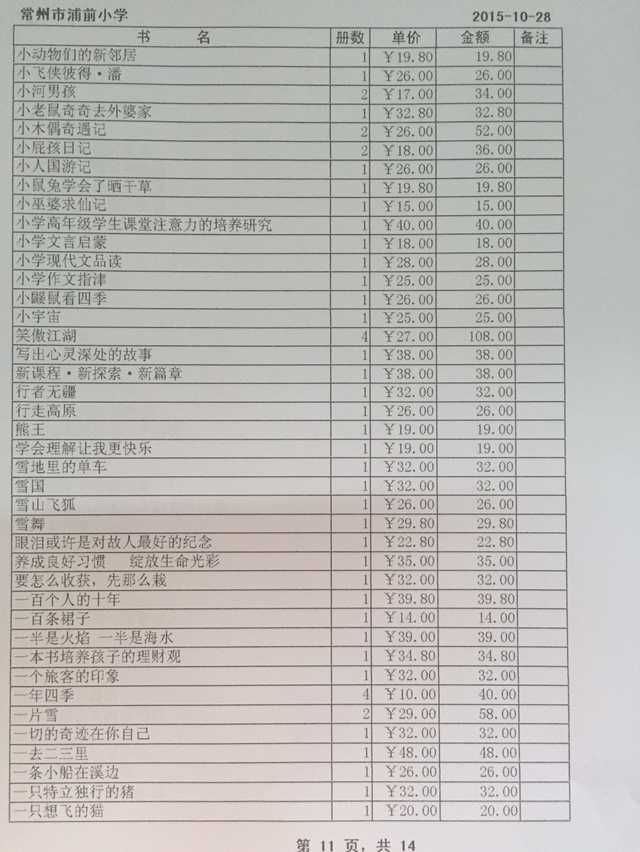 常州市浦前小学 2015-10-28
书 名 册数 单价 金额 备注
小动物们的新邻居 1 ￥19.80 19.80
小飞侠彼得·潘 1 ￥26.00 26.00
小河男孩 2 ￥17.00 34.00
小老鼠奇奇去外婆家 1 ￥32.80 32.80
小木偶奇遇记 2 ￥26.00 52.00
小屁孩日记 2 ￥18.00 36.00
小人国游记 1 ￥26.00 26.00
小鼠兔学会了晒干草 1 ￥19.80 19.80
小巫婆求仙记 1 ￥15.00 15.00
小学高年级学生课堂注意力的培养研究 1 ￥40.00 40.00
小学文言启蒙 1 ￥18.00 18.00
小学现代文品读 1 ￥28.00 28.00
小学作文指津 1 ￥25.00 25.00
小鼹鼠看四季 1 ￥26.00 26.00
小宇宙 1 ￥25.00 25.00
笑傲江湖 4 ￥27.00 108.00
写出心灵深处的故事 1 ￥38.00 38.00
新课程·新探索·新篇章 1 ￥38.00 38.00
行者无疆 1 ￥32.00 32.00
行走高原 1 ￥26.00 26.00
熊王 1 ￥19.00 19.00
学会理解让我更快乐 1 ￥19.00 19.00
雪地里的单车 1 ￥32.00 32.00
雪国 1 ￥32.00 32.00
雪山飞狐 1 ￥26.00 26.00
雪舞 1 ￥29.80 29.80
眼泪或许是对故人最好的纪念 1 ￥22.80 22.80
养成良好习惯 绽放生命光彩 1 ￥35.00 35.00
要怎么收获，先那么栽 1 ￥32.00 32.00
一百个人的十年 1 ￥39.80 39.80
一百条裙子 1 ￥14.00 14.00
一半是火焰 一半是海水 1 ￥39.00 39.00
一本书培养孩子的理财观 1 ￥34.80 34.80
一个旅客的印象 1 ￥32.00 32.00
一年四季 4 ￥10.00 40.00
一片雪 2 ￥29.00 58.00
一切的奇迹在你自己 1 ￥32.00 32.00
一去二三里 1 ￥48.00 48.00
一条小船在溪边 1 ￥26.00 26.00
一只特立独行的猪 1 ￥32.00 32.00
一只想飞的猫 1 ￥20.00 20.00
第 11 页，共 14